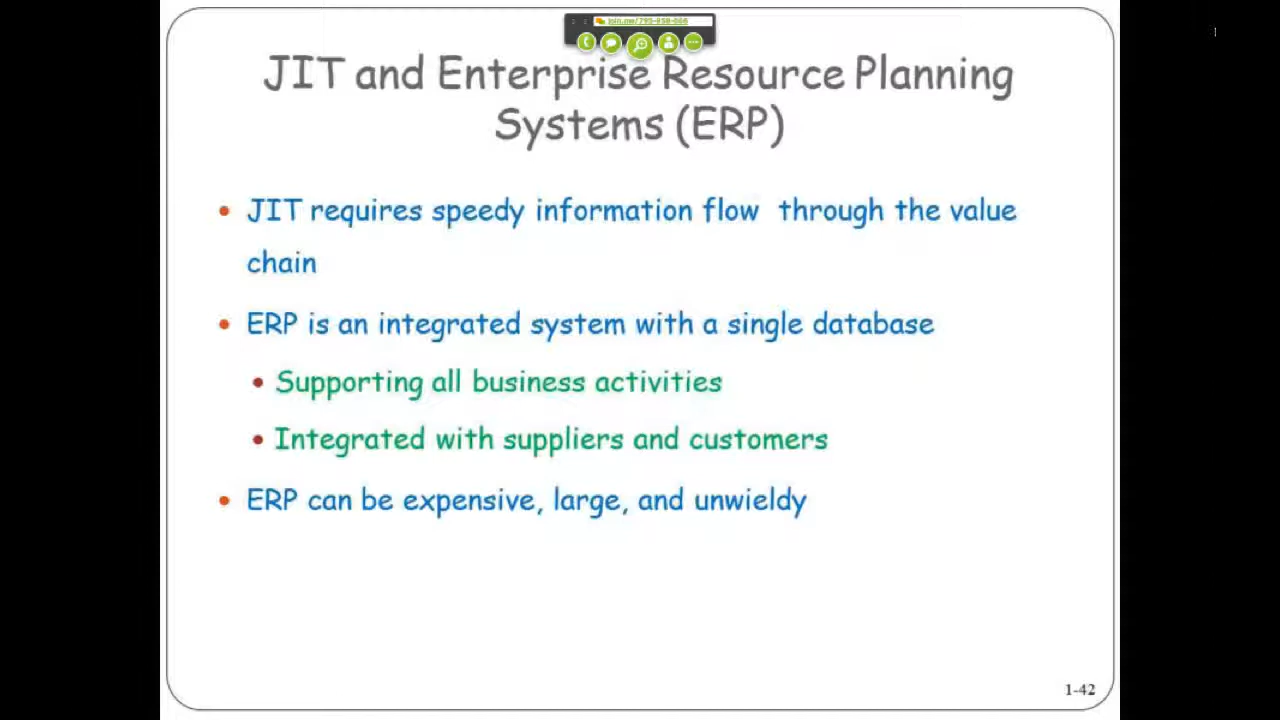 JIT and Enterprise Resource Planning
Systems (ERP)
JIT requires speedy information flow through the value
chain
ERP is an integrated system with a single database
Supporting all business activities
Integrated with suppliers and customers
ERP can be expensive, large, and unwieldy
1-42